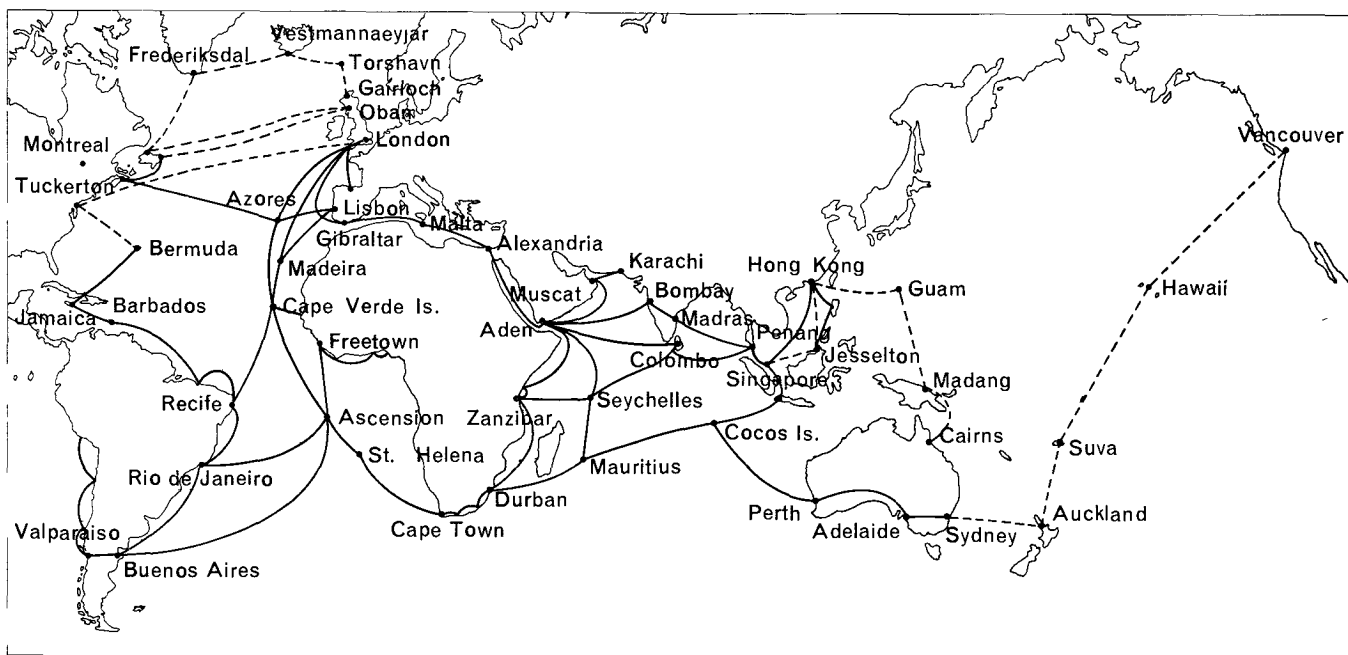 Vestmannaeyjar
Frederiksdal
Torshavn
Gairloch
Oban
London
Vancouver
Montreal
Tuckerton
Azores
Lisbon
Malta
Gibraltar
Alexandria
Bermuda
Karachi
Hong Kong
Madeira
Muscat
Bombay
Guam
Hawaii
Barbados
Jamaica
Cape Verde Is.
Aden
Madras
Penang
Freetown
Colombo
Jesselton
Singapore
Madang
Recife
Ascension
Zanzibar
Seychelles
Cocos Is.
Cairns
Suva
St. Helena
Rio de Janeiro
Mauritius
Durban
Perth
Auckland
Valparaiso
Cape Town
Adelaide
Sydney
Buenos Aires